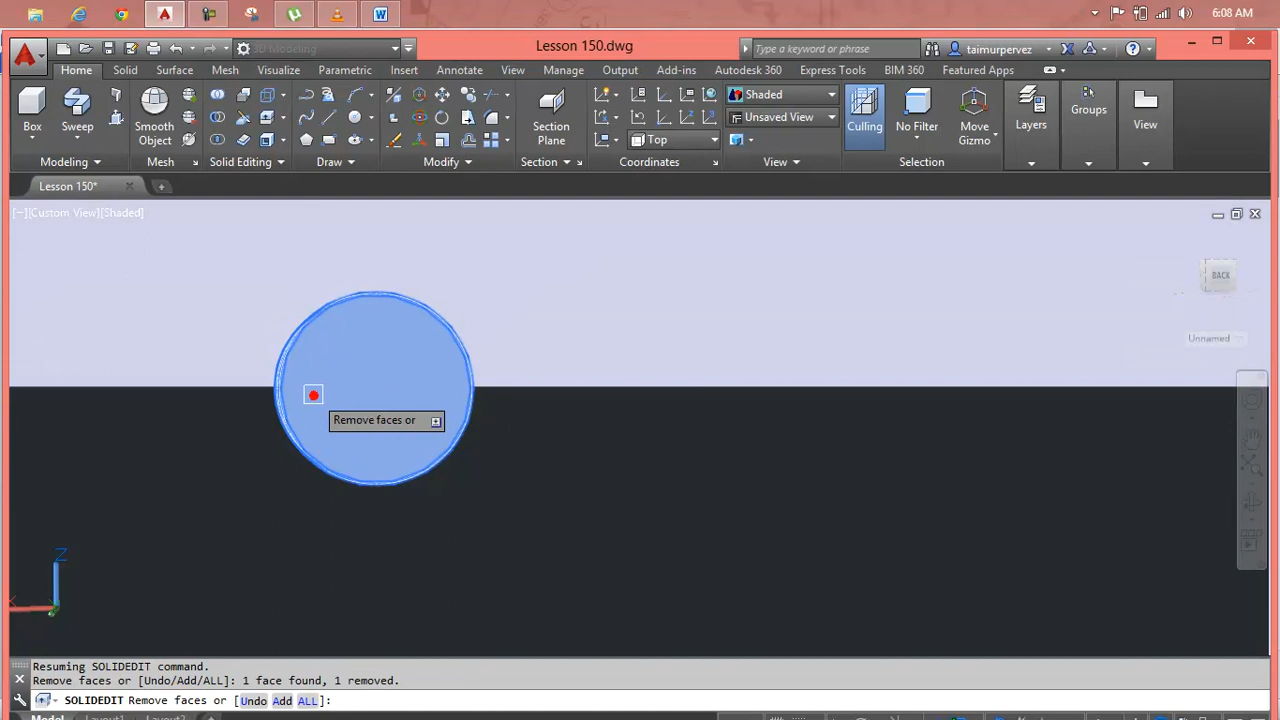 6:08 AM
3D Modeling
Lesson 150.dwg
Type a keyword or phrase
taimurpervez
Home Solid Surface Mesh Visualize Parametric Insert Annotate View Manage Output Add-ins Autodesk 360 Express Tools BIM 360 Featured Apps
Shaded
Unsaved View
Top
Box Sweep Smooth Object Section Plane Culling No Filter Move Gizmo Layers Groups View
Modeling Mesh Solid Editing Draw Modify Section Coordinates View Selection
Lesson 150*
[−][Custom View][Shaded]
BACK
Unnamed
Remove faces or
Z
Resuming SOLIDEDIT command.
Remove faces or [Undo/Add/ALL]: 1 face found, 1 removed.
SOLIDEDIT Remove faces or [Undo Add ALL]:
Model Layout1 Layout2